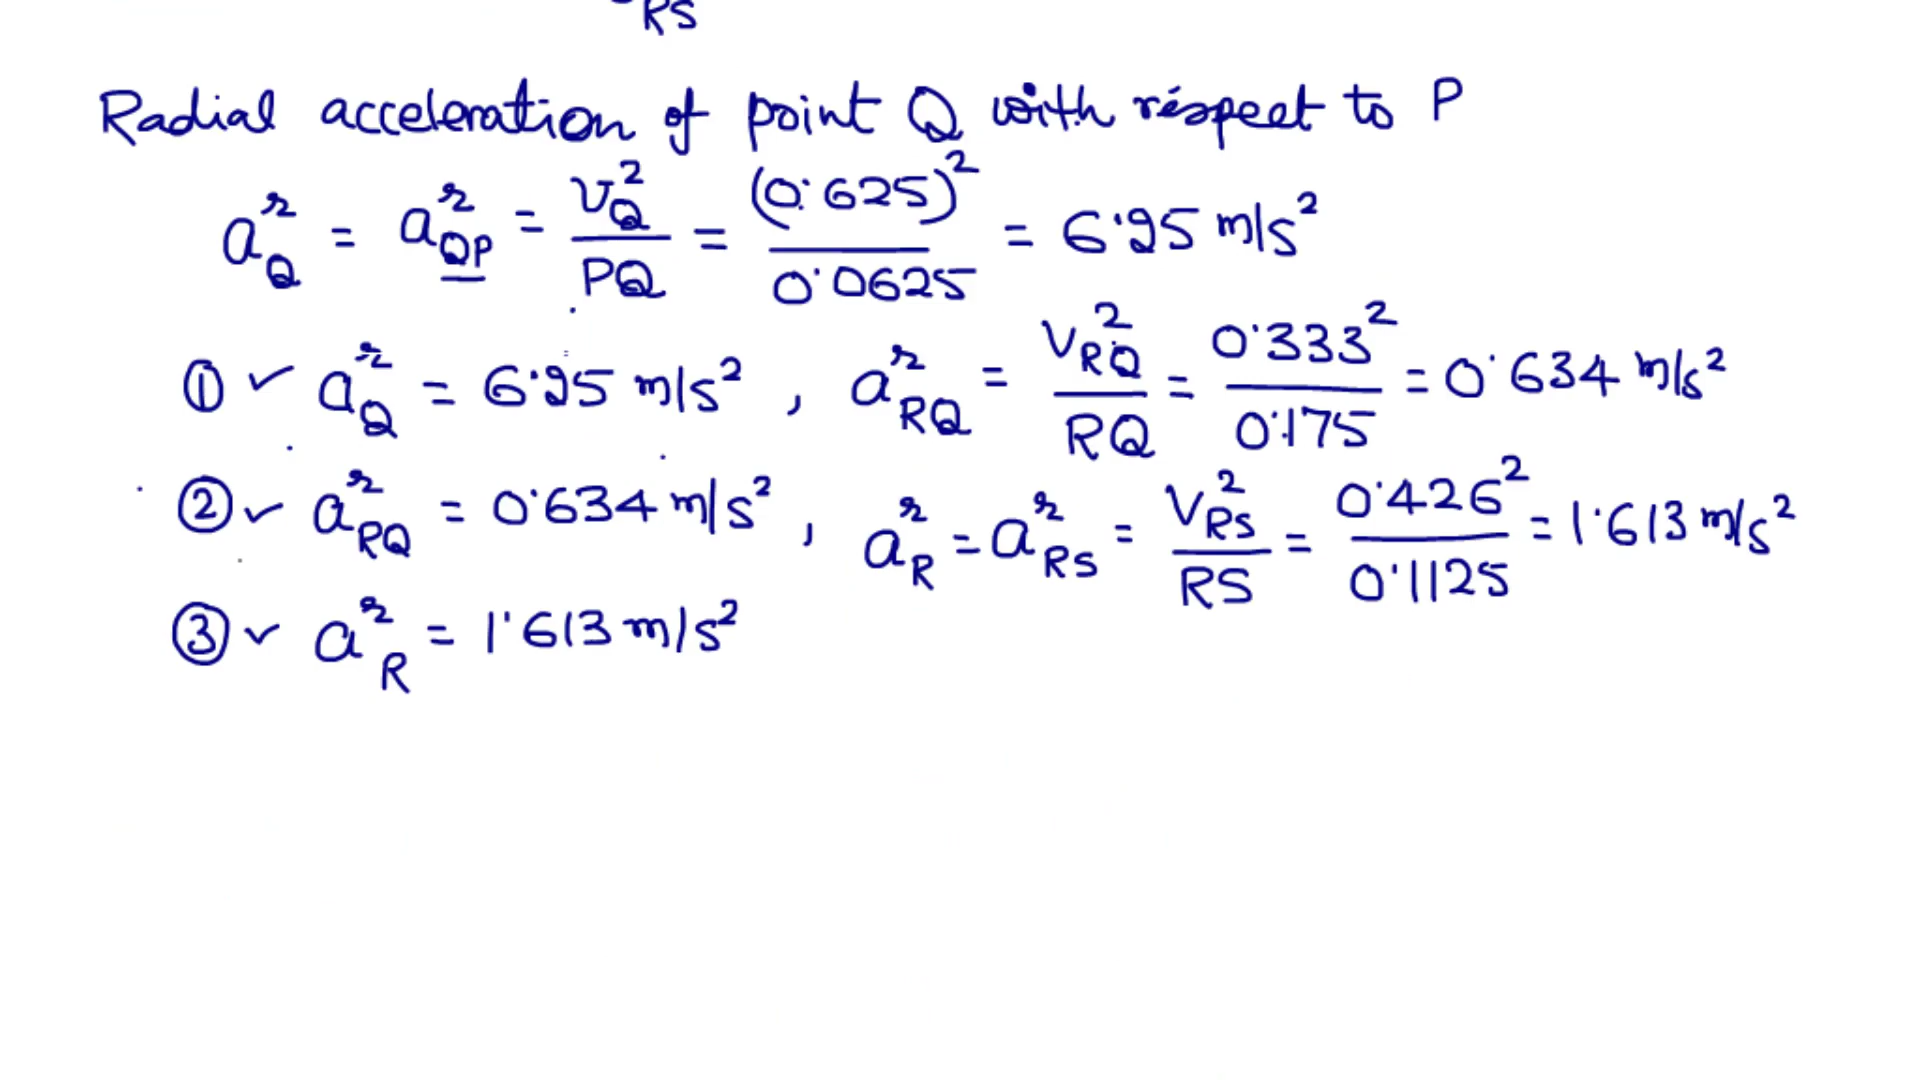 RS
Radial acceleration of point Q with respect to P
a^r_Q = a^r_QP = V_Q^2 / PQ = (0.625)^2 / 0.0625 = 6.25 m/s^2
① ✓ a^r_Q = 6.25 m/s^2 , a^r_RQ = V_RQ^2 / RQ = 0.333^2 / 0.175 = 0.634 m/s^2
② ✓ a^r_RQ = 0.634 m/s^2 , a^r_R = a^r_RS = V_RS^2 / RS = 0.426^2 / 0.1125 = 1.613 m/s^2
③ ✓ a^r_R = 1.613 m/s^2